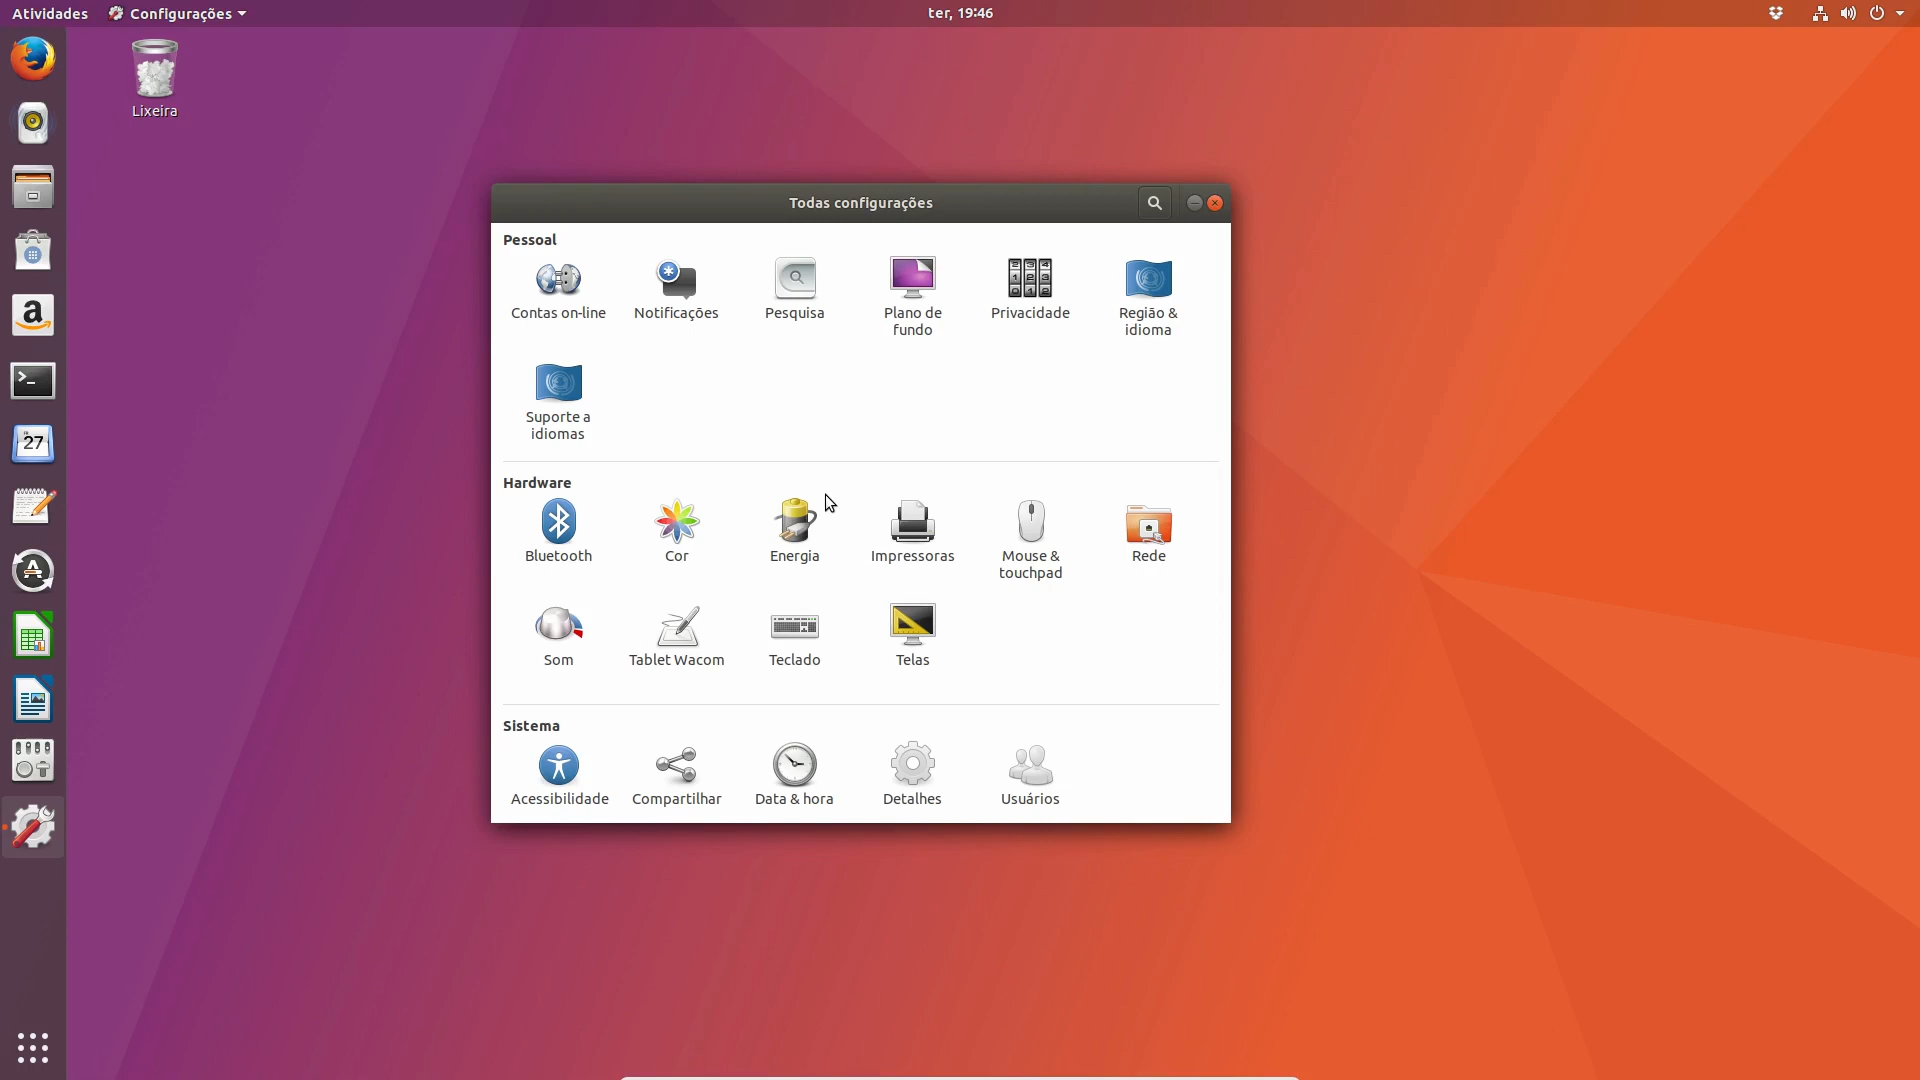 Atividades Configurações ter, 19:46
Lixeira
Todas configurações
Pessoal
Contas on-line Notificações Pesquisa Plano de fundo Privacidade Região & idioma
Suporte a idiomas
Hardware
Bluetooth Cor Energia Impressoras Mouse & touchpad Rede
Som Tablet Wacom Teclado Telas
Sistema
Acessibilidade Compartilhar Data & hora Detalhes Usuários
a
>_
27
A